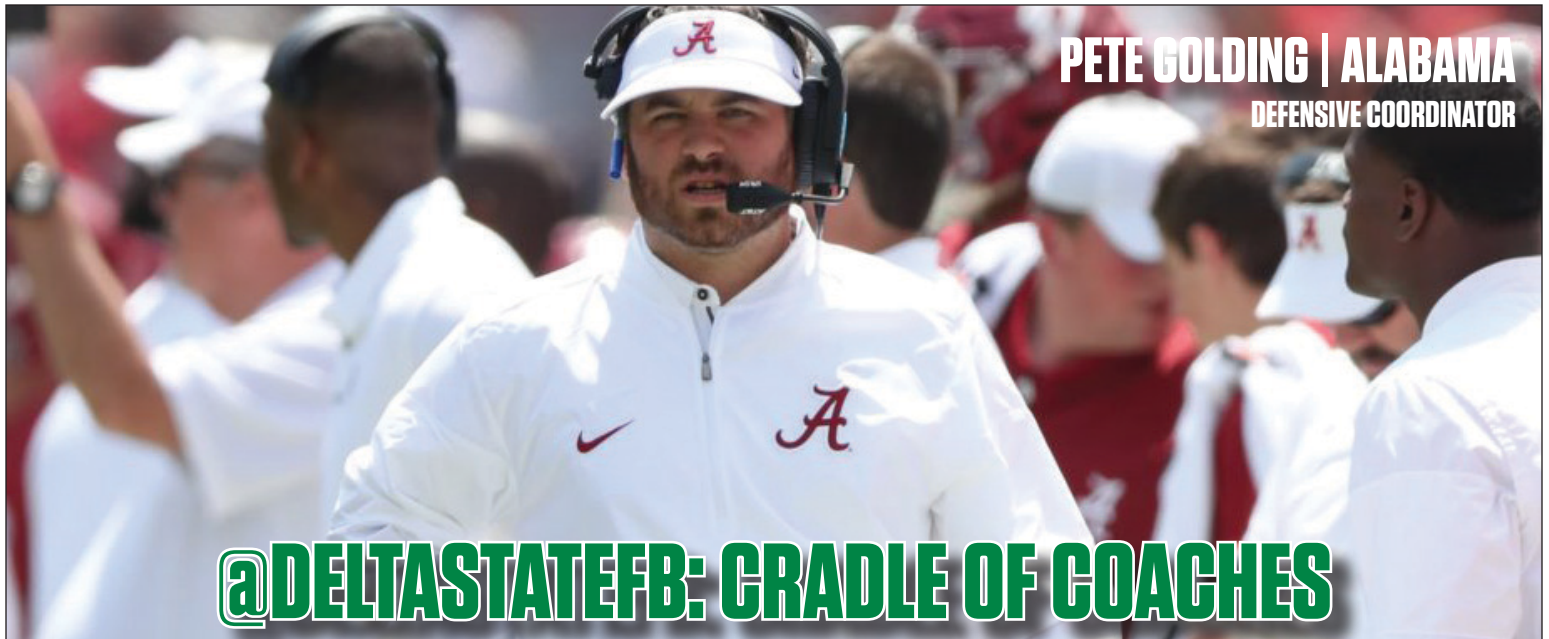 PETE GOLDING | ALABAMA
DEFENSIVE COORDINATOR
A
A
A
@DELTASTATEFB: CRADLE OF COACHES